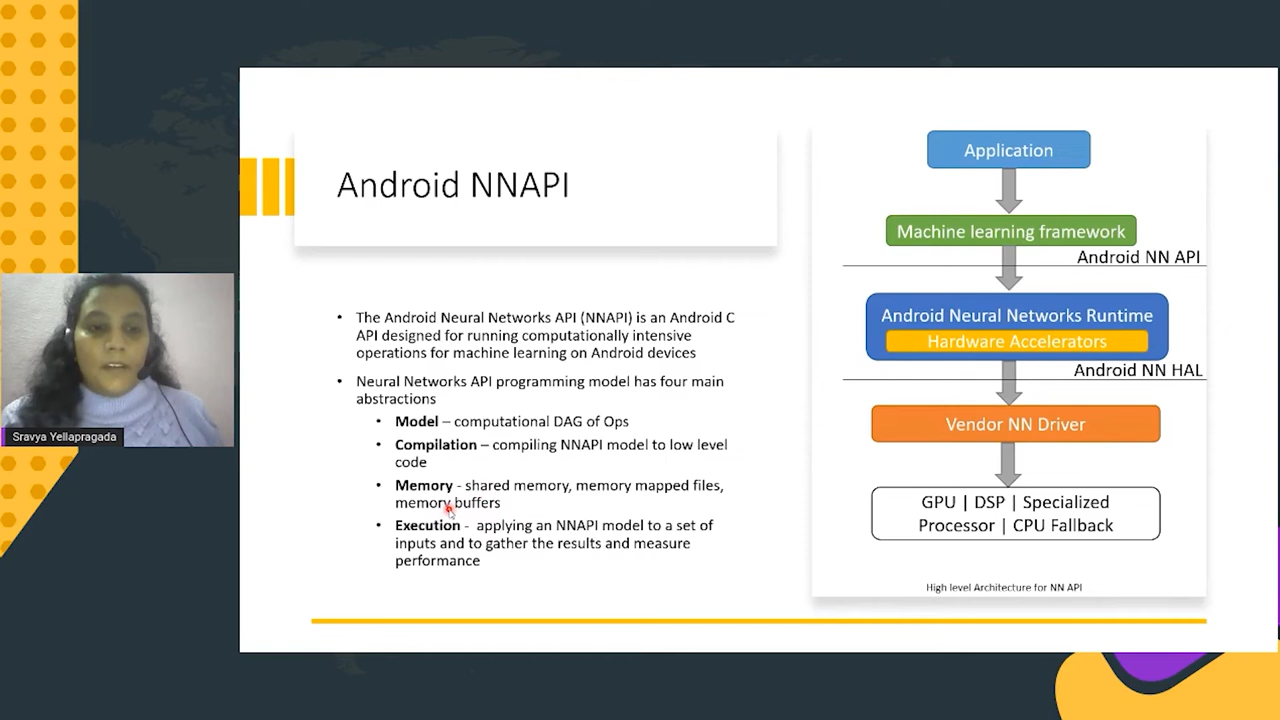 Android NNAPI
• The Android Neural Networks API (NNAPI) is an Android C
API designed for running computationally intensive
operations for machine learning on Android devices
• Neural Networks API programming model has four main
abstractions
• Model – computational DAG of Ops
• Compilation – compiling NNAPI model to low level
code
• Memory - shared memory, memory mapped files,
memory buffers
• Execution - applying an NNAPI model to a set of
inputs and to gather the results and measure
performance
Application
Machine learning framework
Android NN API
Android Neural Networks Runtime
Hardware Accelerators
Android NN HAL
Vendor NN Driver
GPU | DSP | Specialized
Processor | CPU Fallback
High level Architecture for NN API
Sravya Yellapragada